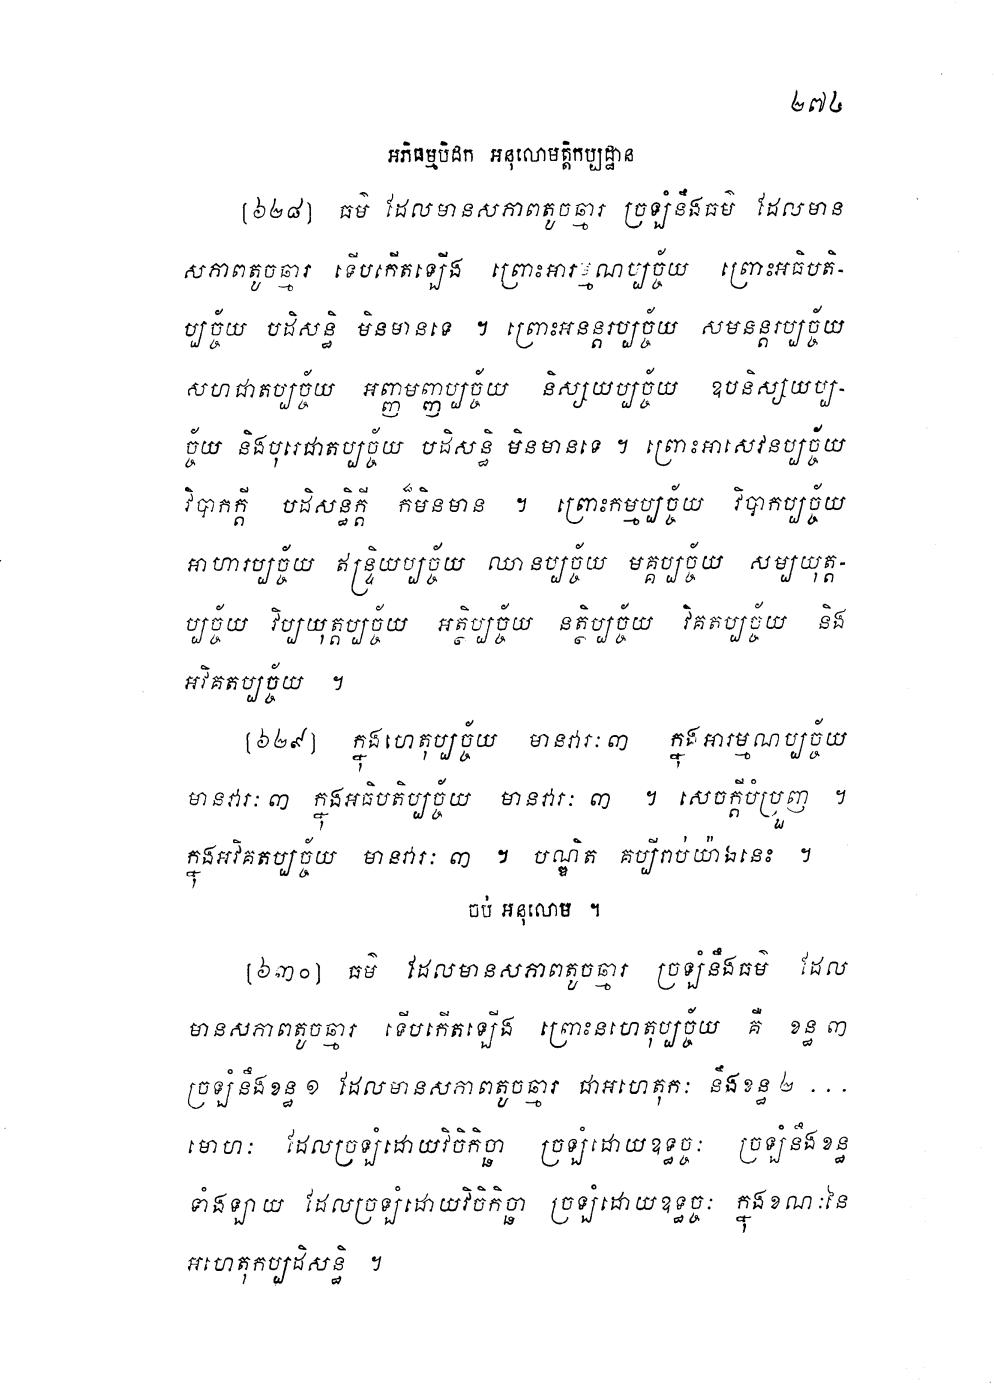 ២៧៤
អភិធម្មបិដក អនុលោមត្តិកប្បដ្ឋាន
[៦២៨] ធម៌ ដែលមានសភាពតូចឆ្មារ ច្រឡំនឹងធម៌ ដែលមាន
សភាពតូចឆ្មារ ទើបកើតឡើង ព្រោះអារម្មណប្បច្ច័យ ព្រោះអធិបតិ-
ប្បច្ច័យ បដិសន្ធិ មិនមានទេ ។ ព្រោះអនន្តរប្បច្ច័យ សមនន្តរប្បច្ច័យ
សហជាតប្បច្ច័យ អញ្ញមញ្ញប្បច្ច័យ និស្សយប្បច្ច័យ ឧបនិស្សយប្ប-
ច្ច័យ និងបុរេជាតប្បច្ច័យ បដិសន្ធិ មិនមានទេ ។ ព្រោះអាសេវនប្បច្ច័យ
វិបាកក្តី បដិសន្ធិក្តី ក៏មិនមាន ។ ព្រោះកម្មប្បច្ច័យ វិបាកប្បច្ច័យ
អាហារប្បច្ច័យ ឥន្ទ្រិយប្បច្ច័យ ឈានប្បច្ច័យ មគ្គប្បច្ច័យ សម្បយុត្ត-
ប្បច្ច័យ វិប្បយុត្តប្បច្ច័យ អត្ថិប្បច្ច័យ នត្ថិប្បច្ច័យ វិគតប្បច្ច័យ និង
អវិគតប្បច្ច័យ ។
[៦២៩] ក្នុងហេតុប្បច្ច័យ មានវារៈ ៣ ក្នុងអារម្មណប្បច្ច័យ
មានវារៈ ៣ ក្នុងអធិបតិប្បច្ច័យ មានវារៈ ៣ ។ សេចក្តីបំប្រួញ ។
ក្នុងអវិគតប្បច្ច័យ មានវារៈ ៣ ។ បណ្ឌិត គប្បីរាប់យ៉ាងនេះ ។
ចប់ អនុលោម ។
[៦៣០] ធម៌ ដែលមានសភាពតូចឆ្មារ ច្រឡំនឹងធម៌ ដែល
មានសភាពតូចឆ្មារ ទើបកើតឡើង ព្រោះនហេតុប្បច្ច័យ គឺ ខន្ធ ៣
ច្រឡំនឹងខន្ធ ១ ដែលមានសភាពតូចឆ្មារ ជាអហេតុកៈ នឹងខន្ធ ២ ...
មោហៈ ដែលច្រឡំដោយវិចិកិច្ឆា ច្រឡំដោយឧទ្ធច្ចៈ ច្រឡំនឹងខន្ធ
ទាំងឡាយ ដែលច្រឡំដោយវិចិកិច្ឆា ច្រឡំដោយឧទ្ធច្ចៈ ក្នុងខណៈនៃ
អហេតុកប្បដិសន្ធិ ។